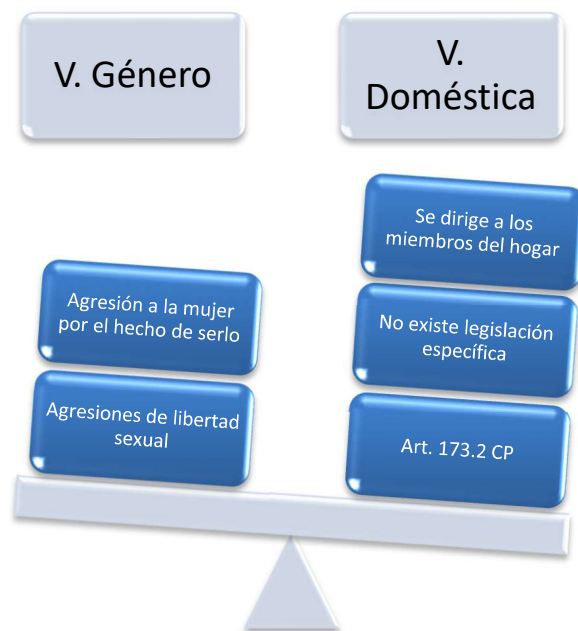 V. Género
V.
Doméstica
Se dirige a los
miembros del hogar
Agresión a la mujer
por el hecho de serlo
No existe legislación
específica
Agresiones de libertad
sexual
Art. 173.2 CP